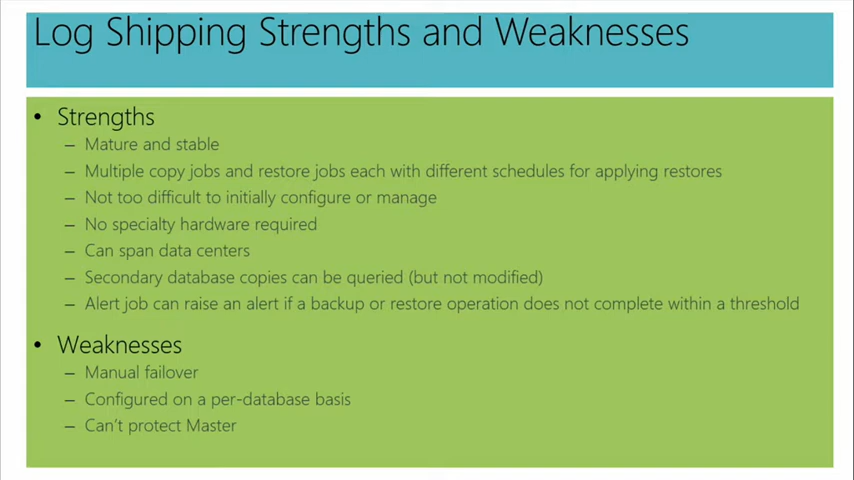 Log Shipping Strengths and Weaknesses
• Strengths
– Mature and stable
– Multiple copy jobs and restore jobs each with different schedules for applying restores
– Not too difficult to initially configure or manage
– No specialty hardware required
– Can span data centers
– Secondary database copies can be queried (but not modified)
– Alert job can raise an alert if a backup or restore operation does not complete within a threshold
• Weaknesses
– Manual failover
– Configured on a per-database basis
– Can't protect Master